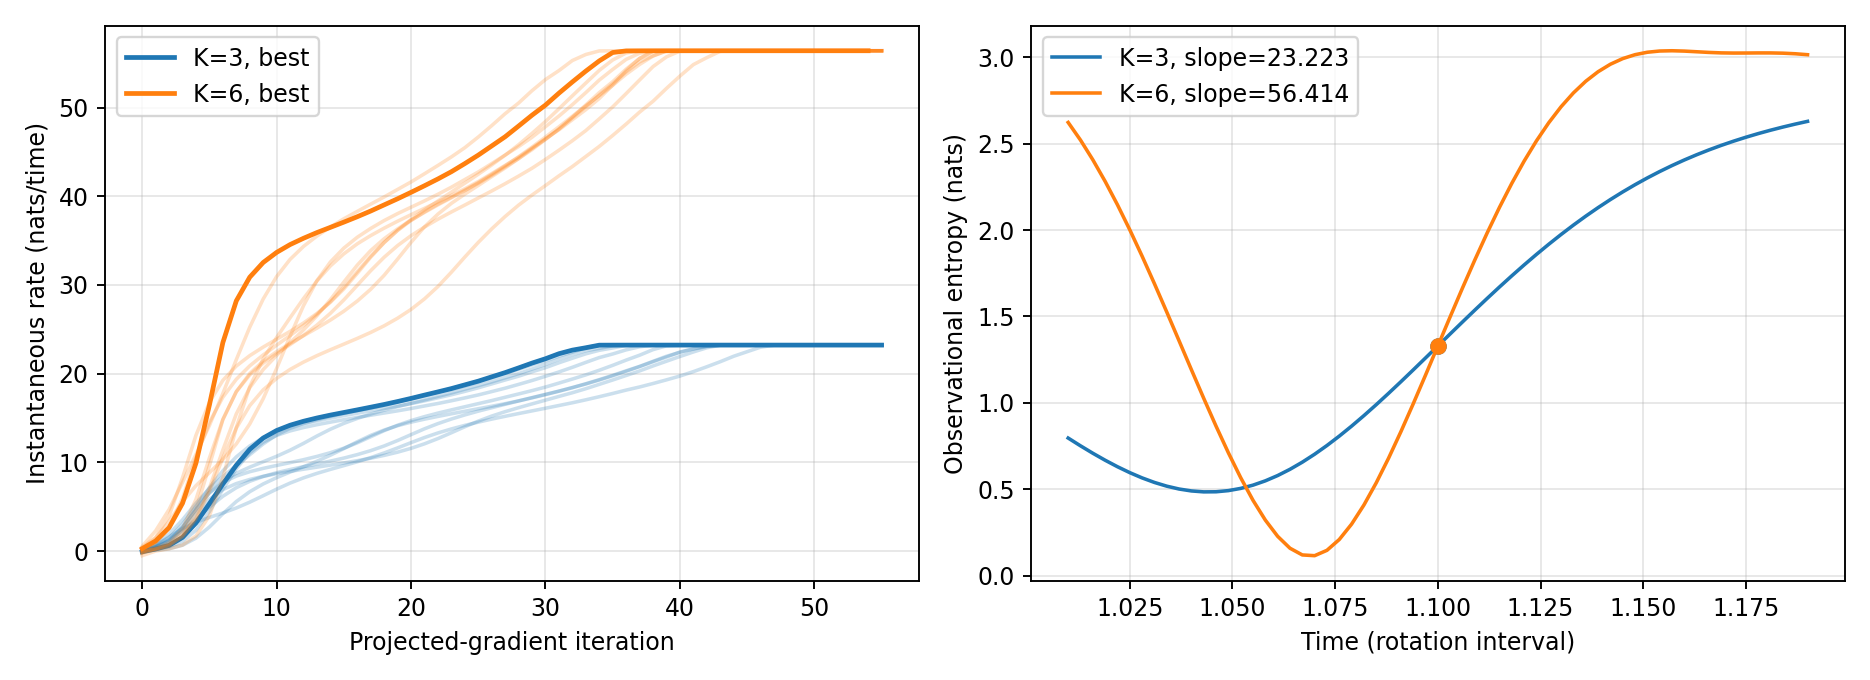 K=3, best
K=6, best
50
40
30
20
10
0
Instantaneous rate (nats/time)
0 10 20 30 40 50
Projected-gradient iteration
K=3, slope=23.223
K=6, slope=56.414
3.0
2.5
2.0
1.5
1.0
0.5
0.0
Observational entropy (nats)
1.025 1.050 1.075 1.100 1.125 1.150 1.175
Time (rotation interval)